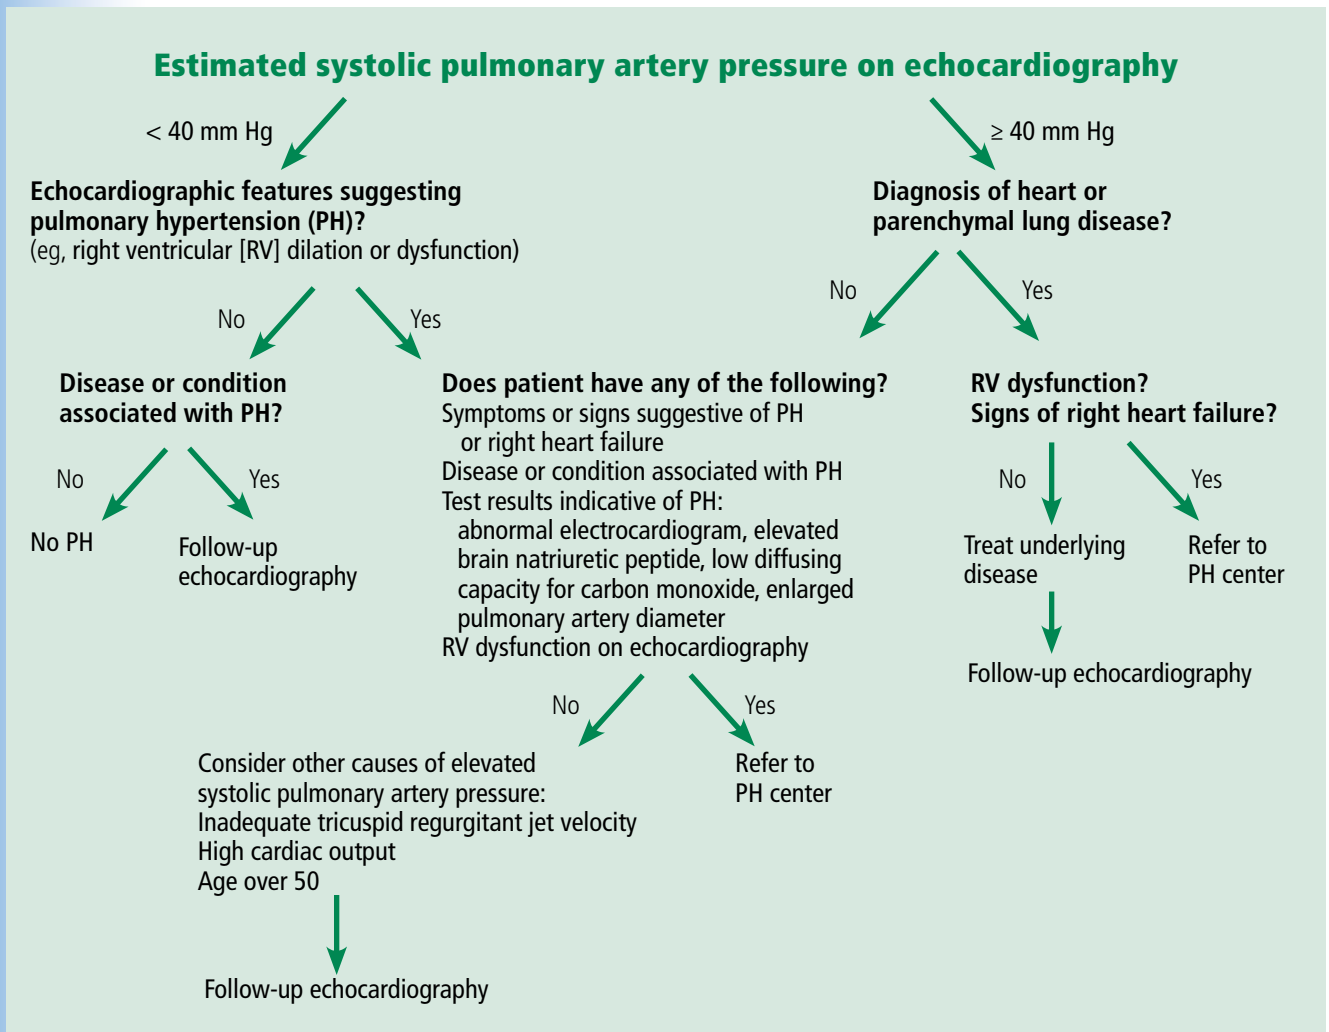 Estimated systolic pulmonary artery pressure on echocardiography
< 40 mm Hg
≥ 40 mm Hg
Echocardiographic features suggesting
pulmonary hypertension (PH)?
(eg, right ventricular [RV] dilation or dysfunction)
Diagnosis of heart or
parenchymal lung disease?
No
Yes
No
Yes
Disease or condition
associated with PH?
No
Yes
No PH
Follow-up
echocardiography
Does patient have any of the following?
Symptoms or signs suggestive of PH
or right heart failure
Disease or condition associated with PH
Test results indicative of PH:
abnormal electrocardiogram, elevated
brain natriuretic peptide, low diffusing
capacity for carbon monoxide, enlarged
pulmonary artery diameter
RV dysfunction on echocardiography
RV dysfunction?
Signs of right heart failure?
No
Yes
Treat underlying
disease
Refer to
PH center
Follow-up echocardiography
No
Yes
Consider other causes of elevated
systolic pulmonary artery pressure:
Inadequate tricuspid regurgitant jet velocity
High cardiac output
Age over 50
Refer to
PH center
Follow-up echocardiography